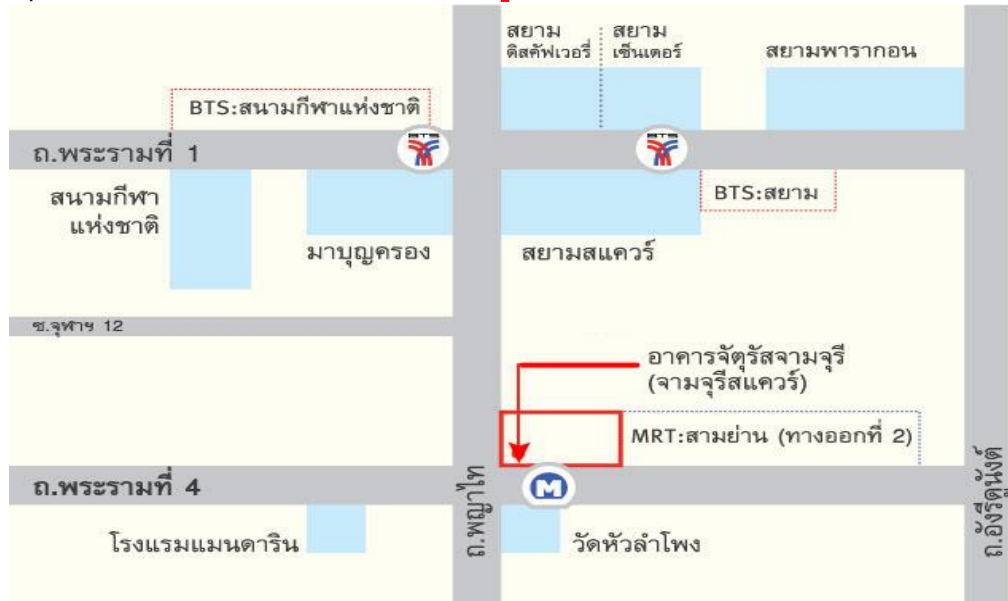 สยาม
ดิสคัฟเวอรี่
สยาม
เซ็นเตอร์
สยามพารากอน
BTS:สนามกีฬาแห่งชาติ
BTS
BTS
ถ.พระรามที่ 1
สนามกีฬา
แห่งชาติ
มาบุญครอง
สยามสแควร์
BTS:สยาม
ซ.จุฬาฯ 12
อาคารจัตุรัสจามจุรี
(จามจุรีสแควร์)
MRT:สามย่าน (ทางออกที่ 2)
ถ.พระรามที่ 4
M
ถ.พญาไท
ถ.อังรีดูนังต์
โรงแรมแมนดาริน
วัดหัวลำโพง